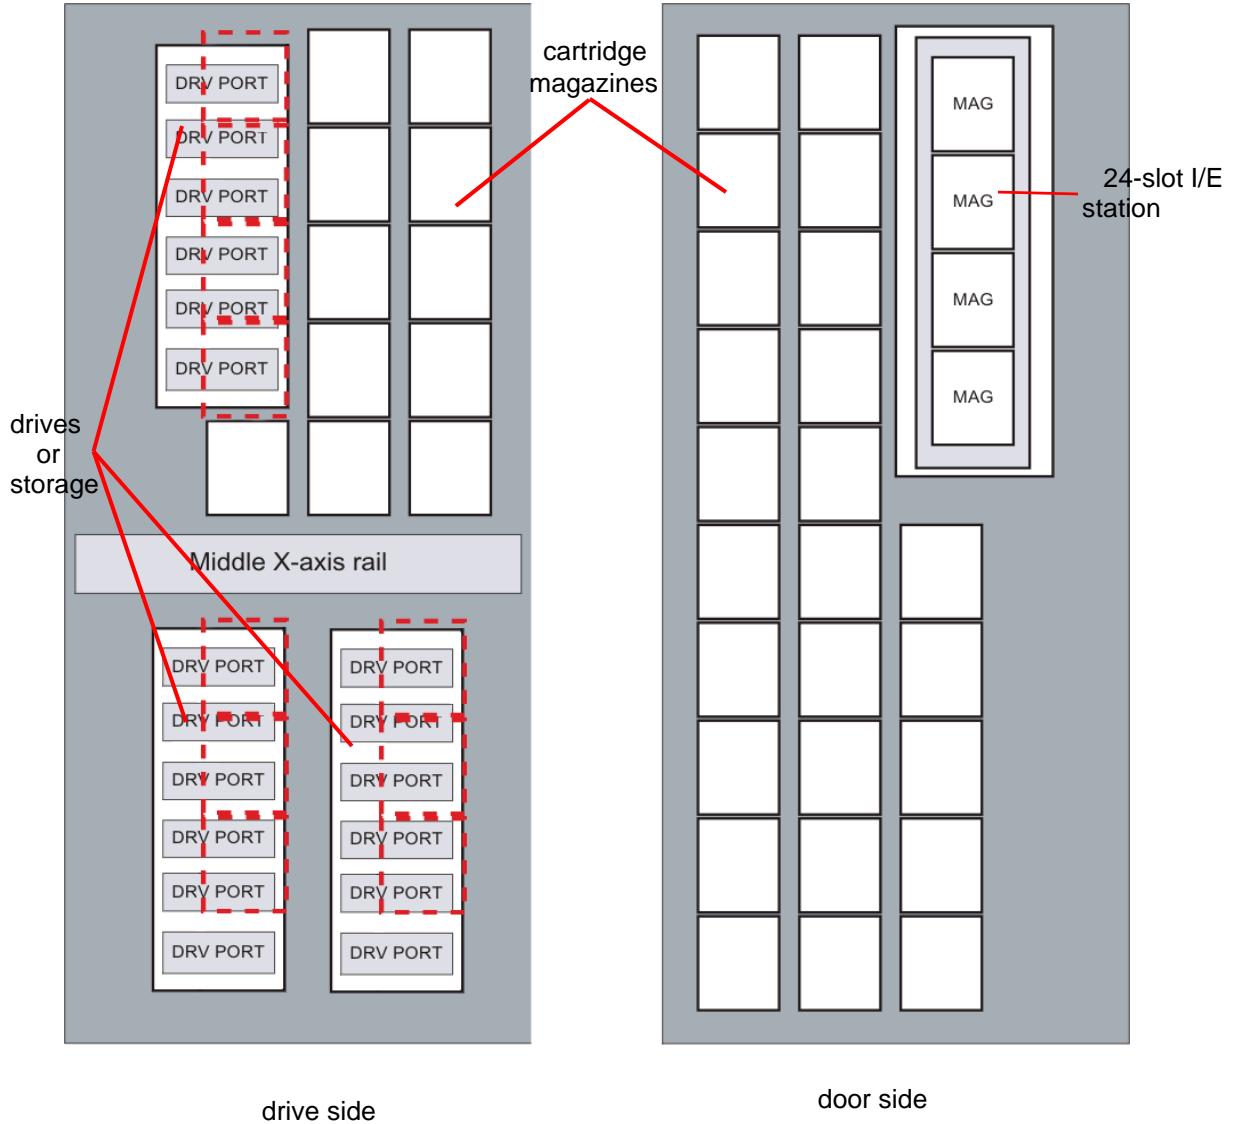 cartridge
magazines
DRV PORT
DRV PORT
DRV PORT
DRV PORT
DRV PORT
DRV PORT
drives
or
storage
Middle X-axis rail
DRV PORT
DRV PORT
DRV PORT
DRV PORT
DRV PORT
DRV PORT
DRV PORT
DRV PORT
DRV PORT
DRV PORT
DRV PORT
DRV PORT
drive side
MAG
MAG
MAG
MAG
24-slot I/E
station
door side